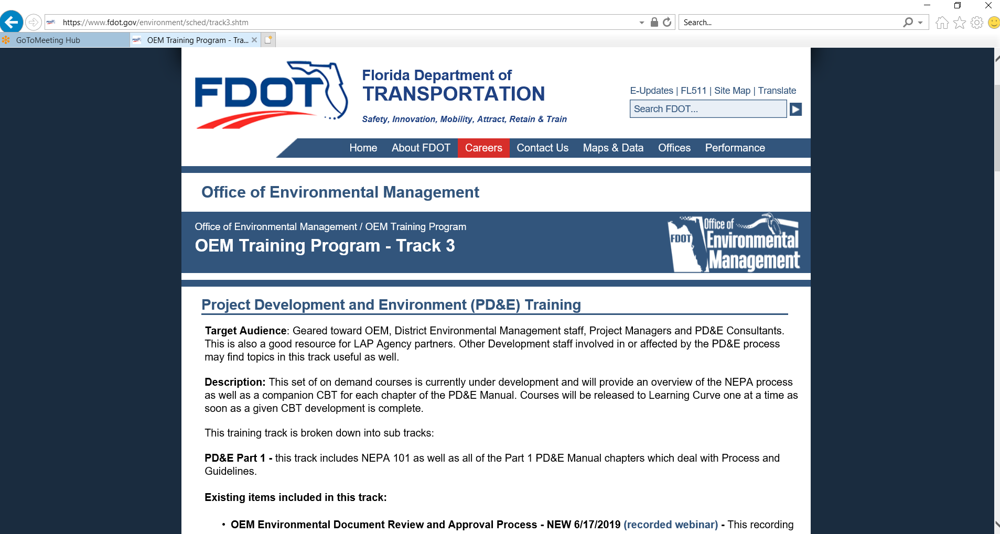 https://www.fdot.gov/environment/sched/track3.shtm
Search...
GoToMeeting Hub
OEM Training Program - Tra...
FDOT
Florida Department of
TRANSPORTATION
Safety, Innovation, Mobility, Attract, Retain & Train
E-Updates | FL511 | Site Map | Translate
Search FDOT...
Home About FDOT Careers Contact Us Maps & Data Offices Performance
Office of Environmental Management
Office of Environmental Management / OEM Training Program
OEM Training Program - Track 3
FDOT
Office of
Environmental
Management
Project Development and Environment (PD&E) Training
Target Audience: Geared toward OEM, District Environmental Management staff, Project Managers and PD&E Consultants.
This is also a good resource for LAP Agency partners. Other Development staff involved in or affected by the PD&E process
may find topics in this track useful as well.
Description: This set of on demand courses is currently under development and will provide an overview of the NEPA process
as well as a companion CBT for each chapter of the PD&E Manual. Courses will be released to Learning Curve one at a time as
soon as a given CBT development is complete.
This training track is broken down into sub tracks:
PD&E Part 1 - this track includes NEPA 101 as well as all of the Part 1 PD&E Manual chapters which deal with Process and
Guidelines.
Existing items included in this track:
• OEM Environmental Document Review and Approval Process - NEW 6/17/2019 (recorded webinar) - This recording